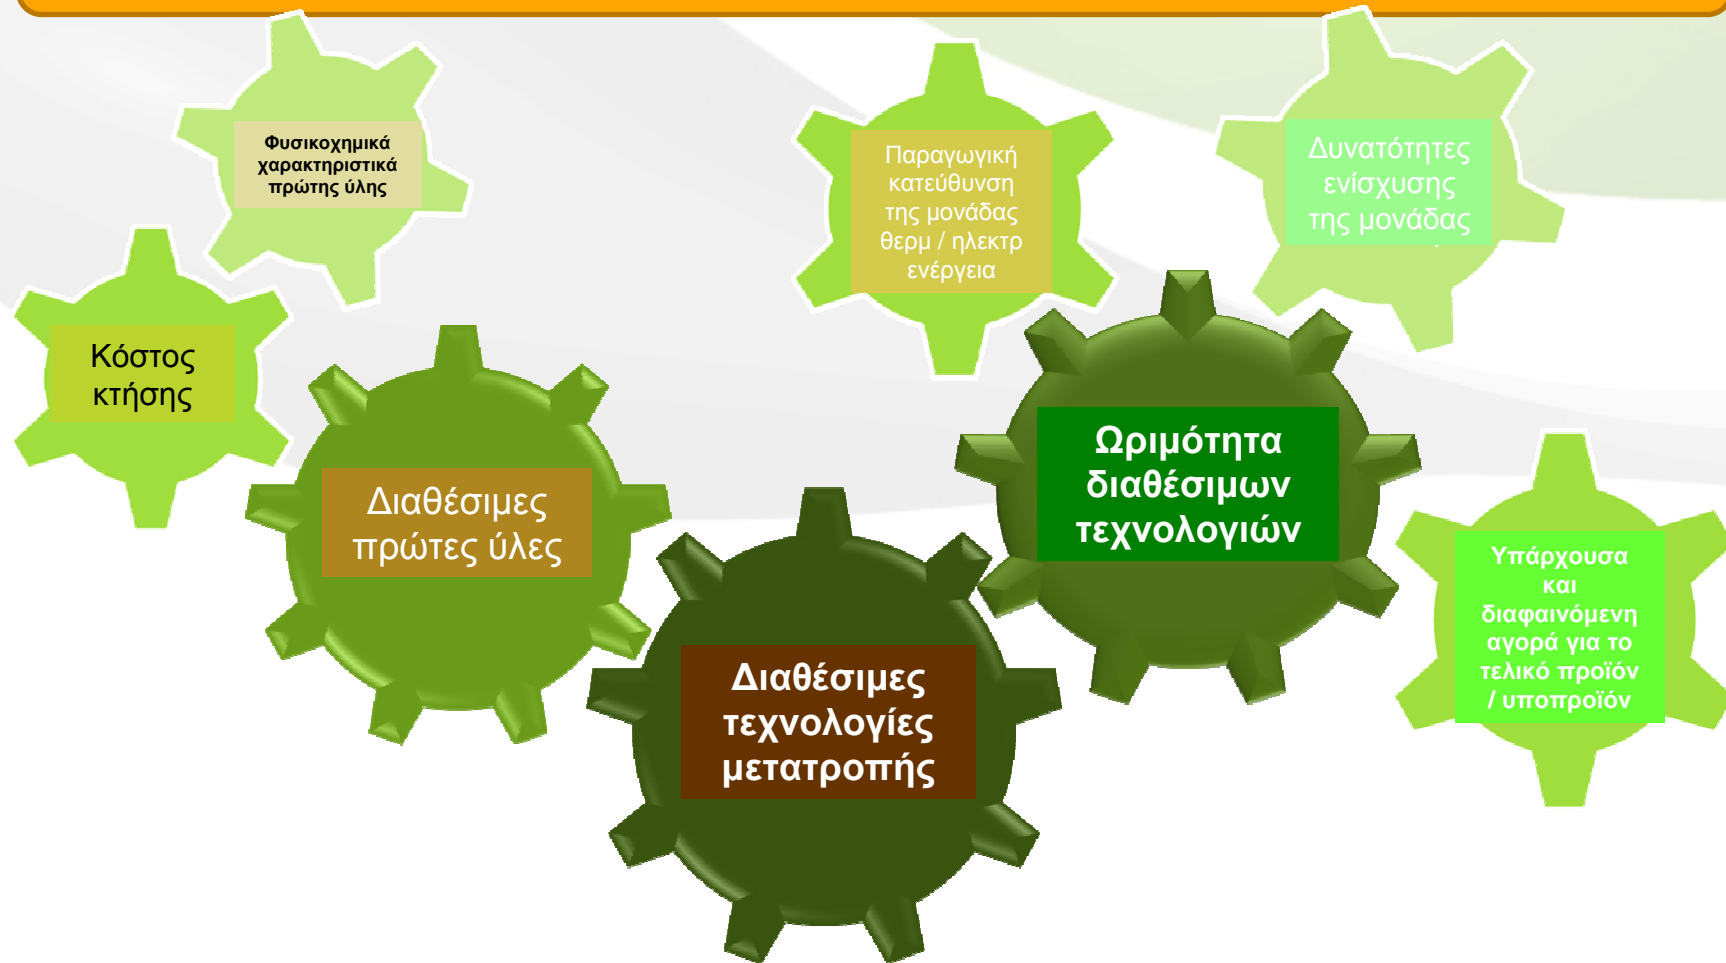 Φυσικοχημικά
χαρακτηριστικά
πρώτης ύλης
Παραγωγική
κατεύθυνση
της μονάδας
θερμ / ηλεκτρ
ενέργεια
Δυνατότητες
ενίσχυσης
της μονάδας
Κόστος
κτήσης
Διαθέσιμες
πρώτες ύλες
Ωριμότητα
διαθέσιμων
τεχνολογιών
Υπάρχουσα
και
διαφαινόμενη
αγορά για το
τελικό προϊόν
/ υποπροϊόν
Διαθέσιμες
τεχνολογίες
μετατροπής